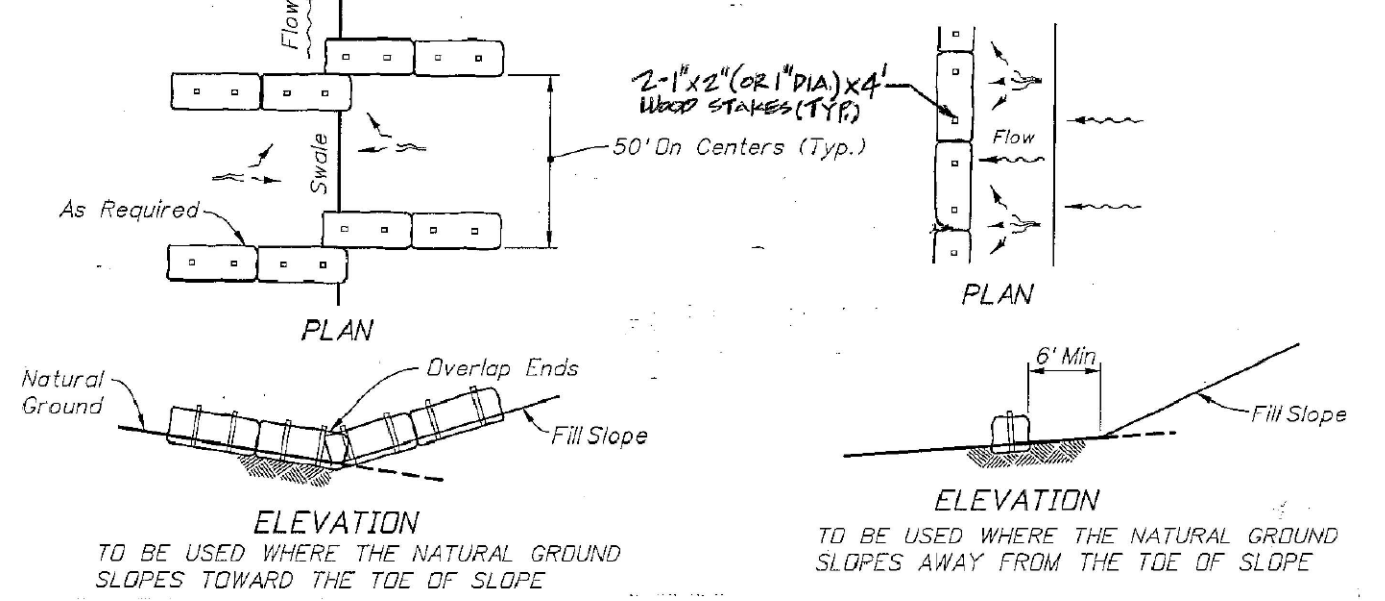 Flow
2-1"x2"(OR 1"DIA.)x4'
WOOD STAKES(TYP.)
50' On Centers (Typ.)
Swale
As Required
PLAN
Flow
PLAN
Natural
Ground
Overlap Ends
Fill Slope
ELEVATION
TO BE USED WHERE THE NATURAL GROUND
SLOPES TOWARD THE TOE OF SLOPE
6' Min
Fill Slope
ELEVATION
TO BE USED WHERE THE NATURAL GROUND
SLOPES AWAY FROM THE TOE OF SLOPE